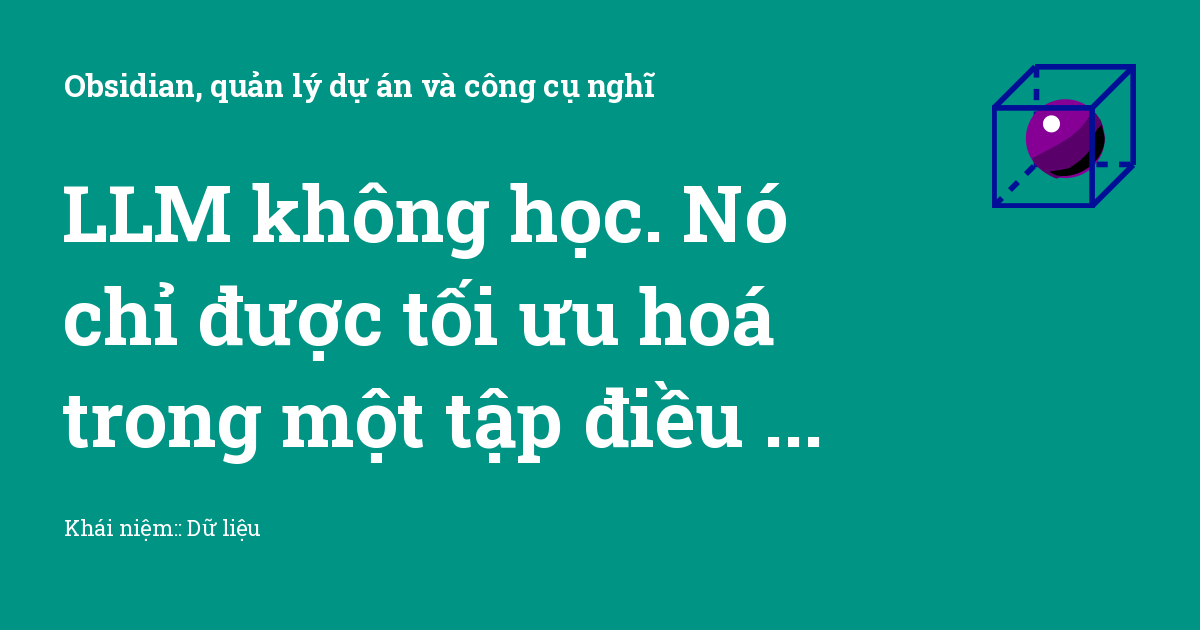 Obsidian, quản lý dự án và công cụ nghĩ
LLM không học. Nó
chỉ được tối ưu hoá
trong một tập điều ...
Khái niệm:: Dữ liệu